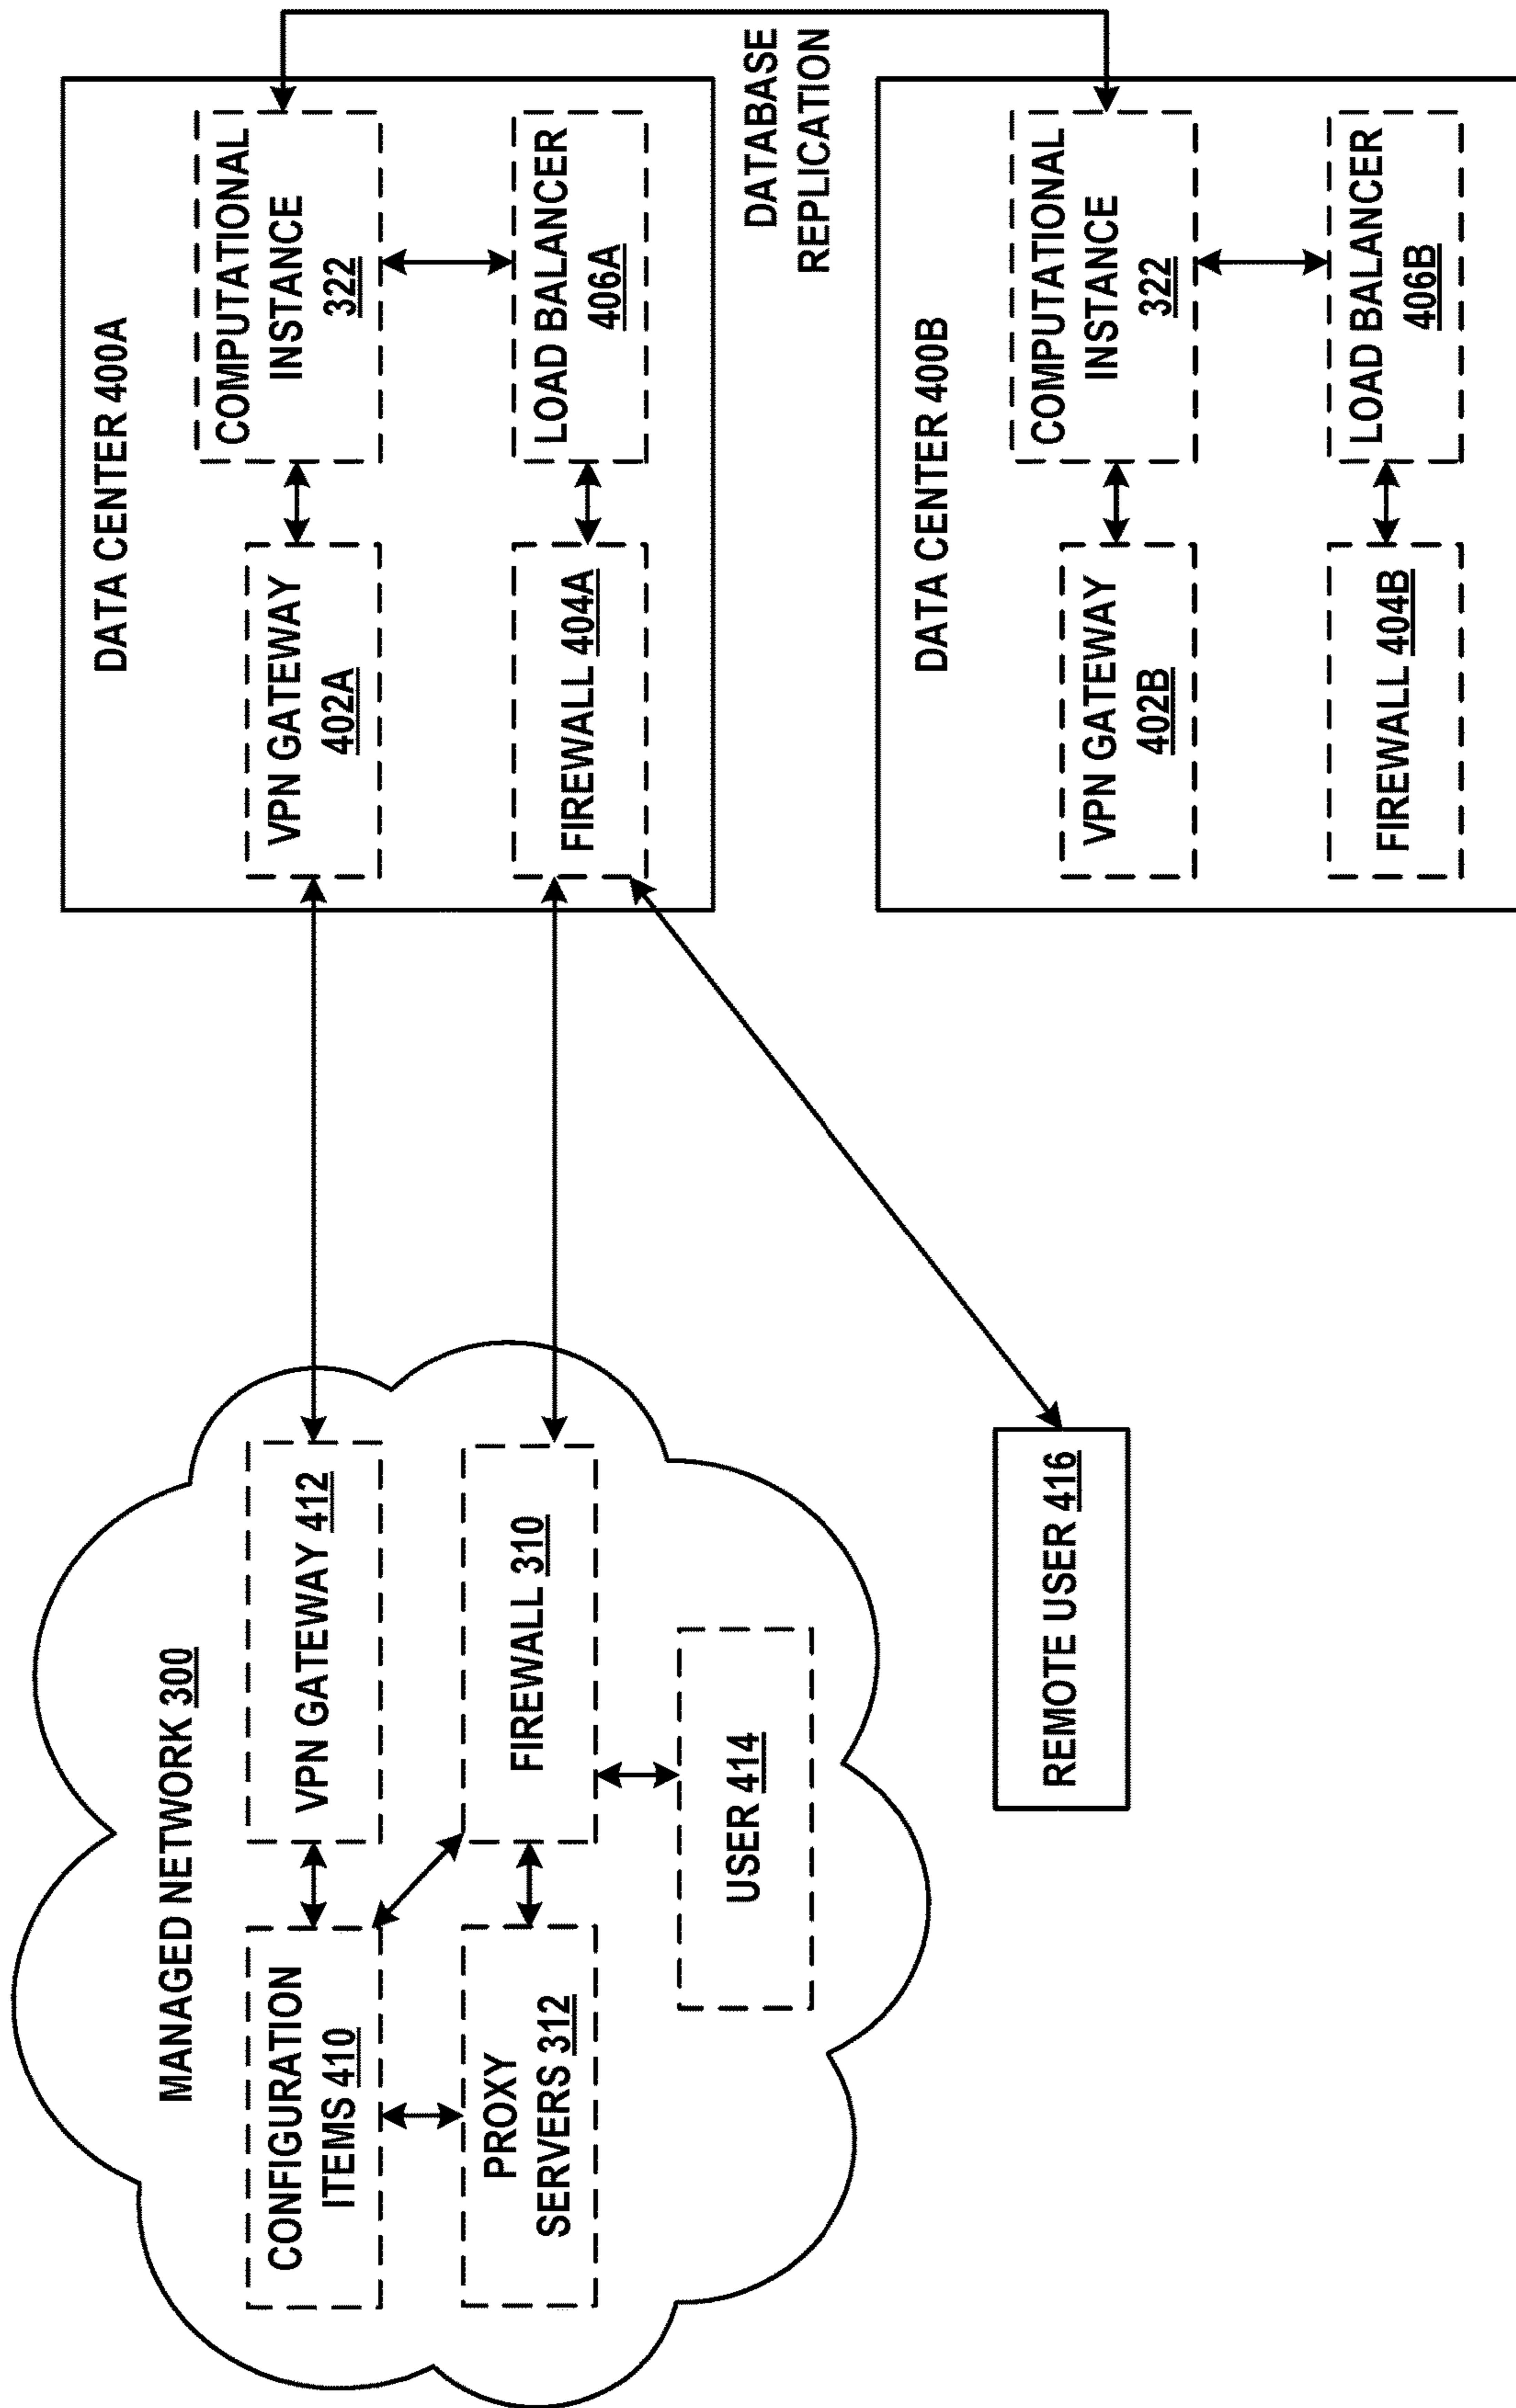 MANAGED NETWORK 300
CONFIGURATION
ITEMS 410
VPN GATEWAY 412
PROXY
SERVERS 312
FIREWALL 310
USER 414
REMOTE USER 416
DATA CENTER 400A
VPN GATEWAY
402A
COMPUTATIONAL
INSTANCE
322
FIREWALL 404A
LOAD BALANCER
406A
DATABASE
REPLICATION
DATA CENTER 400B
VPN GATEWAY
402B
COMPUTATIONAL
INSTANCE
322
FIREWALL 404B
LOAD BALANCER
406B